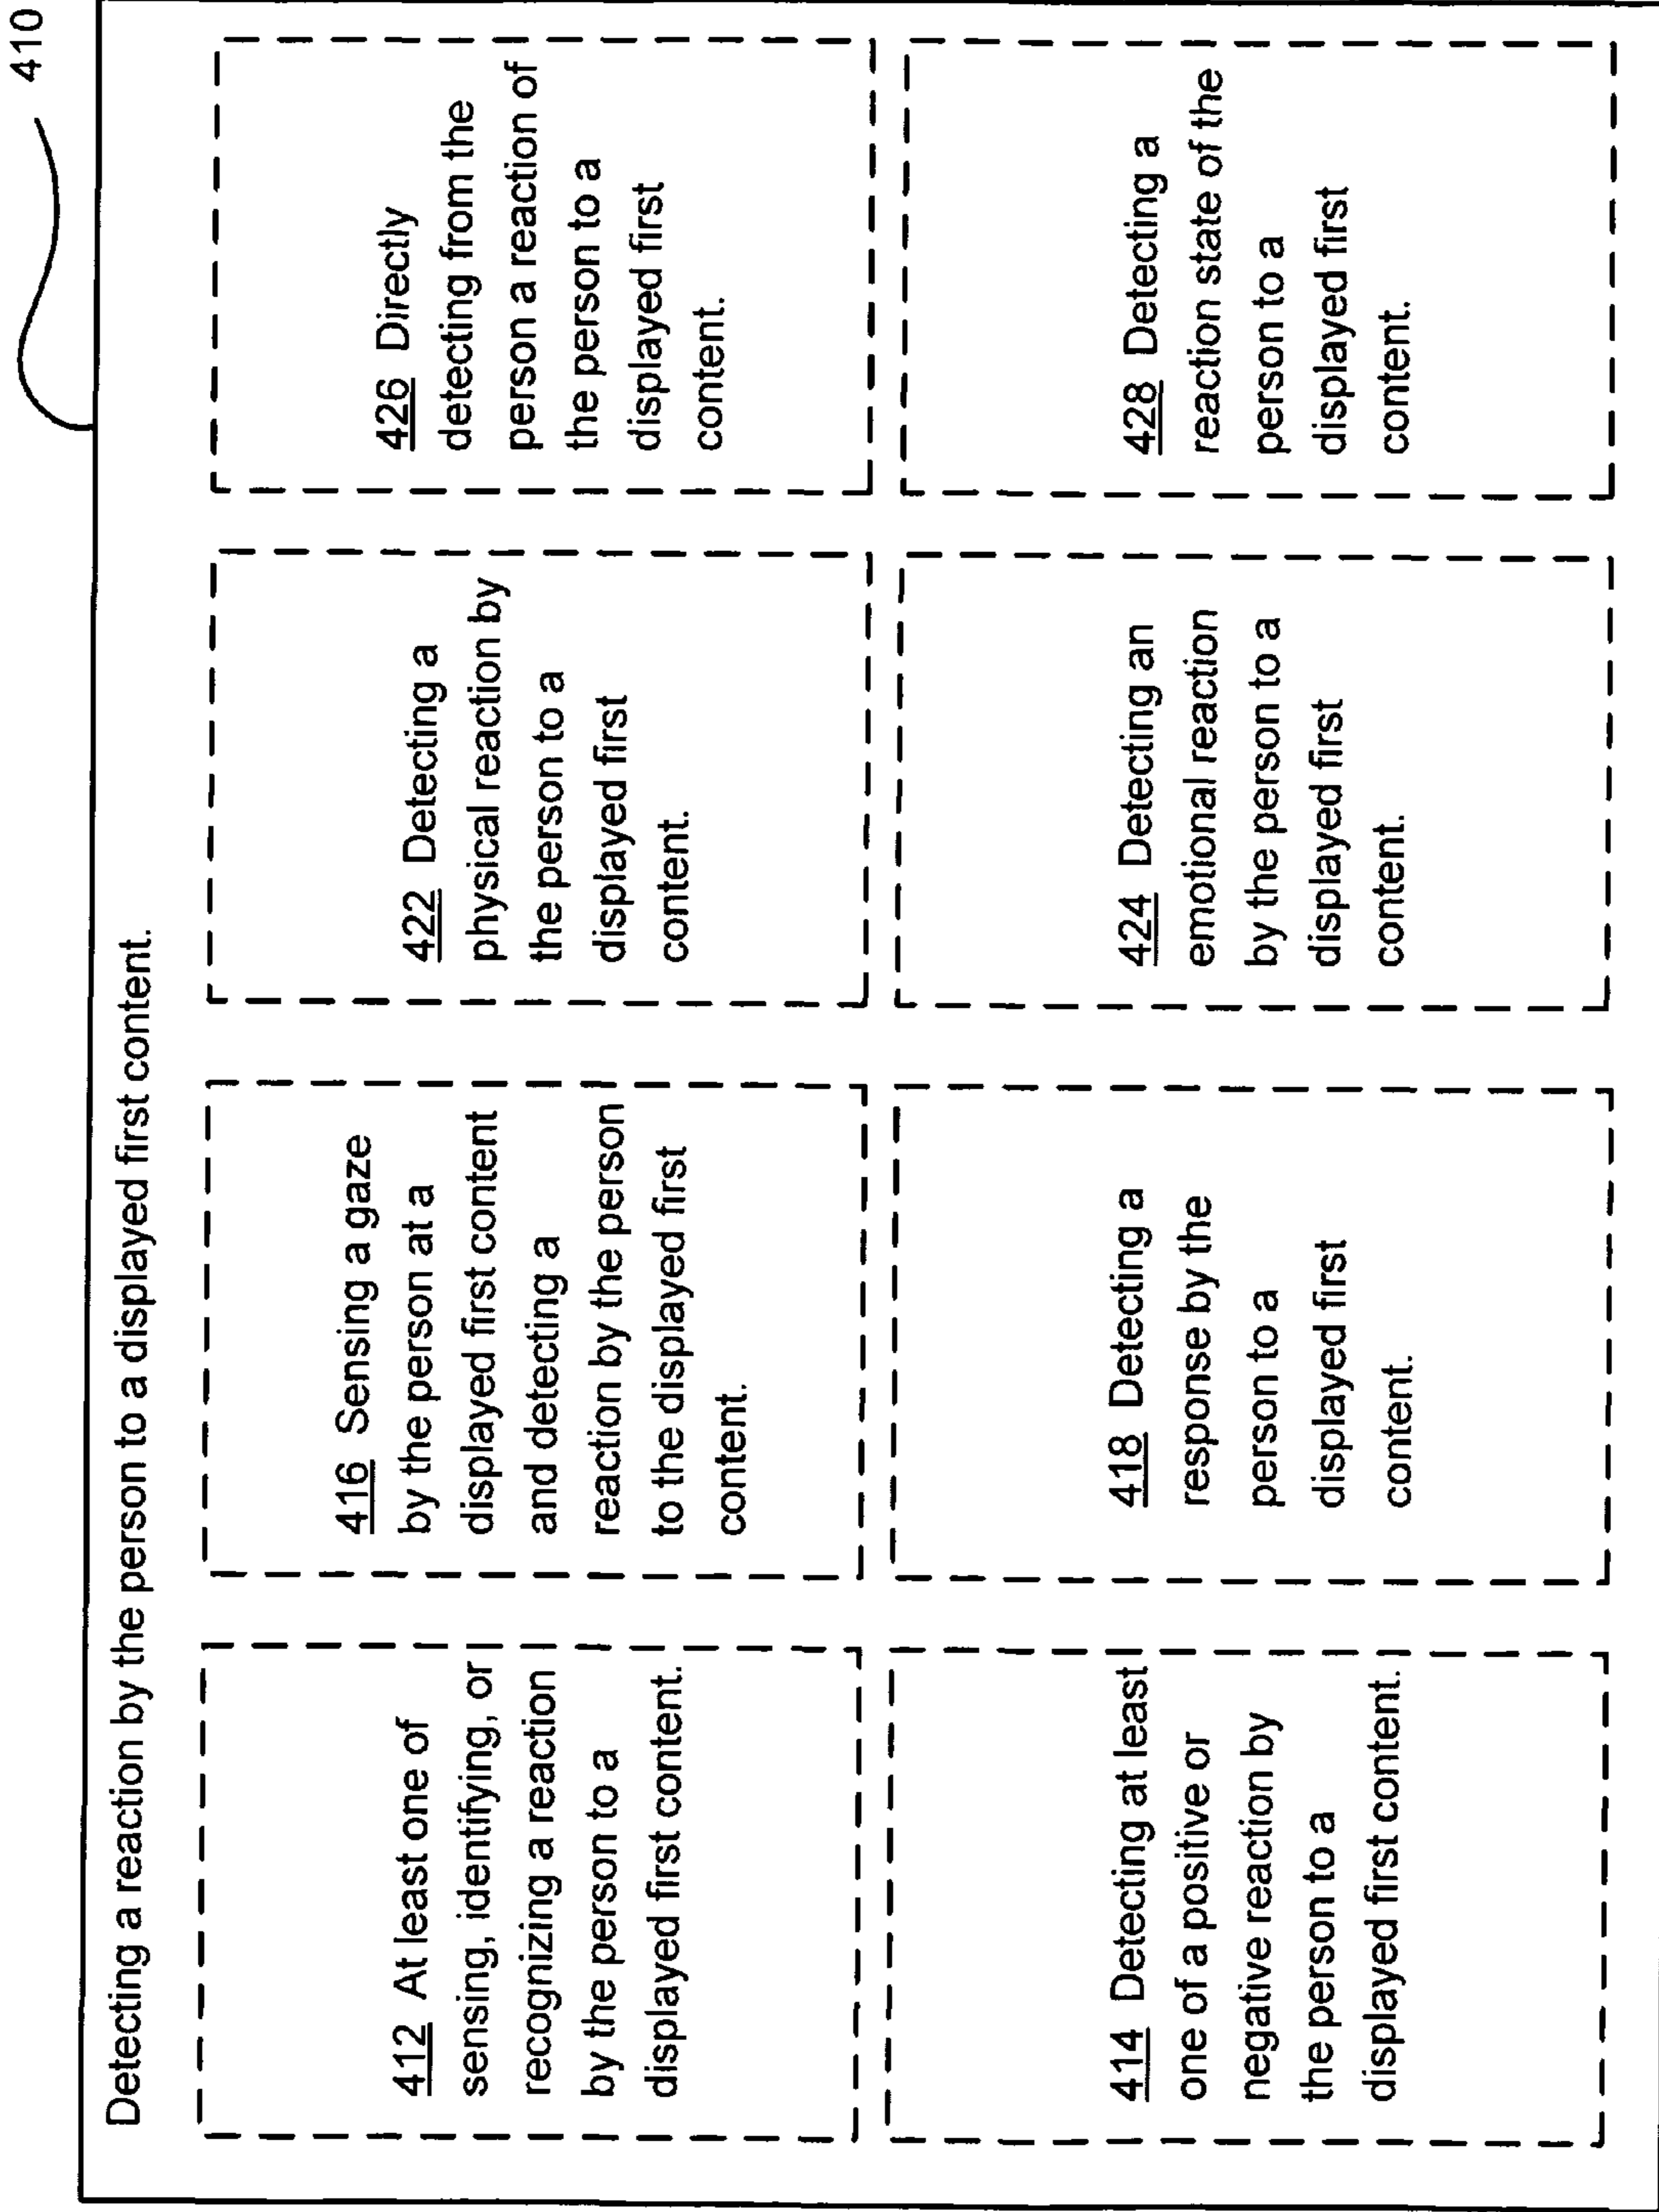 410
Detecting a reaction by the person to a displayed first content.
412 At least one of
sensing, identifying, or
recognizing a reaction
by the person to a
displayed first content.
416 Sensing a gaze
by the person at a
displayed first content
and detecting a
reaction by the person
to the displayed first
content.
422 Detecting a
physical reaction by
the person to a
displayed first
content.
426 Directly
detecting from the
person a reaction of
the person to a
displayed first
content.
414 Detecting at least
one of a positive or
negative reaction by
the person to a
displayed first content.
418 Detecting a
response by the
person to a
displayed first
content.
424 Detecting an
emotional reaction
by the person to a
displayed first
content.
428 Detecting a
reaction state of the
person to a
displayed first
content.